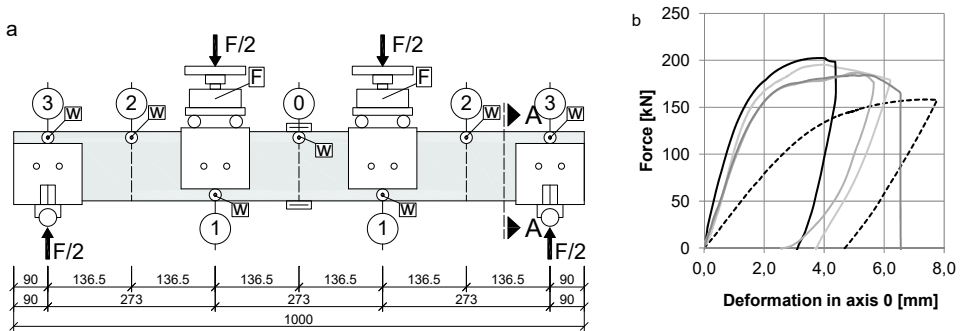 a
F/2
F/2
F
3
W
2
W
0
W
2
W
A
3
W
W
1
W
1
A
F/2
F/2
90
136.5
136.5
136.5
136.5
136.5
136.5
90
90
273
273
273
90
1000
b
Force [kN]
250
200
150
100
50
0
0,0
2,0
4,0
6,0
8,0
Deformation in axis 0 [mm]